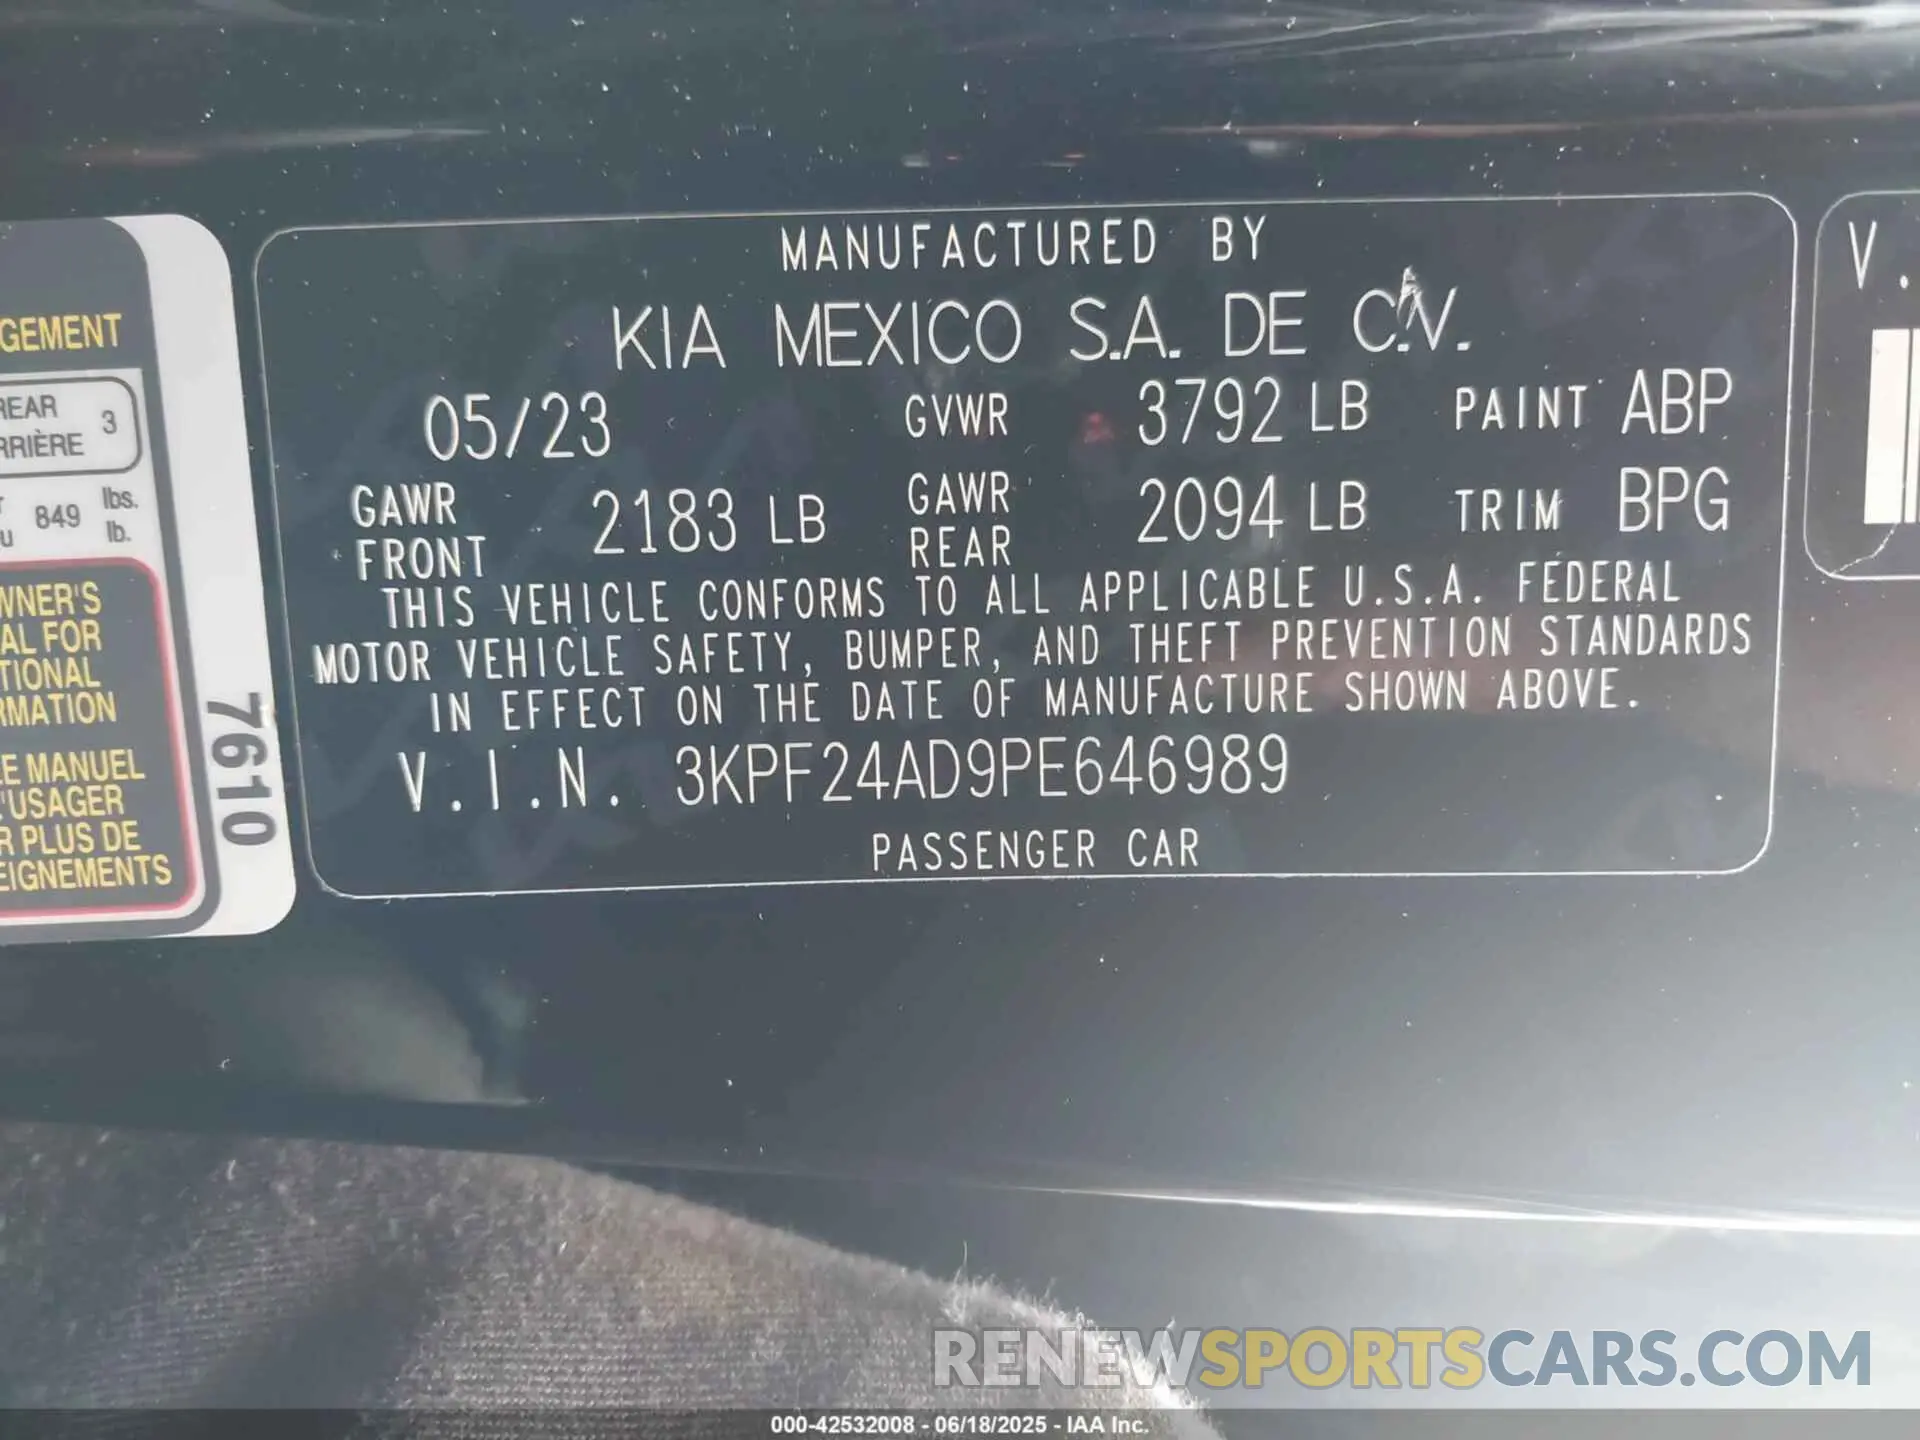 GEMENT
REAR
RRIÈRE 3
849 lbs.
lb.
WNER'S
AL FOR
TIONAL
RMATION
LE MANUEL
L'USAGER
R PLUS DE
EIGNEMENTS
7610
MANUFACTURED BY
KIA MEXICO S.A. DE C.V.
05/23 GVWR 3792 LB PAINT ABP
GAWR FRONT 2183 LB GAWR REAR 2094 LB TRIM BPG
THIS VEHICLE CONFORMS TO ALL APPLICABLE U.S.A. FEDERAL
MOTOR VEHICLE SAFETY, BUMPER, AND THEFT PREVENTION STANDARDS
IN EFFECT ON THE DATE OF MANUFACTURE SHOWN ABOVE.
V.I.N. 3KPF24AD9PE646989
PASSENGER CAR
V.
RENEWSPORTSCARS.COM
000-42532008 - 06/18/2025 - IAA Inc.